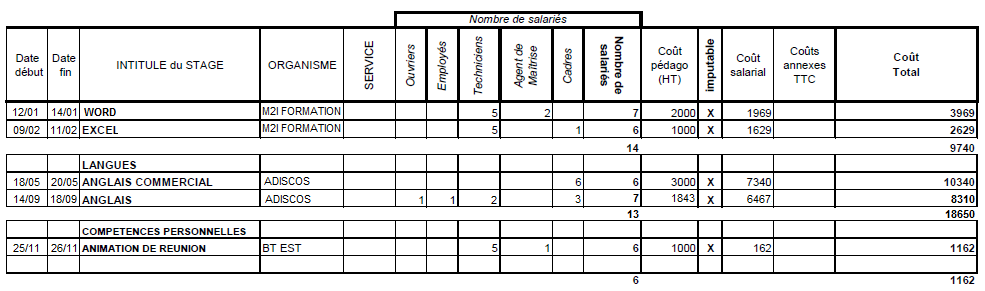 Nombre de salariés
Date début Date fin INTITULE du STAGE ORGANISME SERVICE Ouvriers Employés Techniciens Agent de Maîtrise Cadres Nombre de salariés Coût pédago (HT) imputable Coût salarial Coûts annexes TTC Coût Total
12/01 14/01 WORD M2I FORMATION 5 2 7 2000 X 1969 3969
09/02 11/02 EXCEL M2I FORMATION 5 1 6 1000 X 1629 2629
14 9740
LANGUES
18/05 20/05 ANGLAIS COMMERCIAL ADISCOS 6 6 3000 X 7340 10340
14/09 18/09 ANGLAIS ADISCOS 1 1 2 3 7 1843 X 6467 8310
13 18650
COMPETENCES PERSONNELLES
25/11 26/11 ANIMATION DE REUNION BT EST 5 1 6 1000 X 162 1162
6 1162